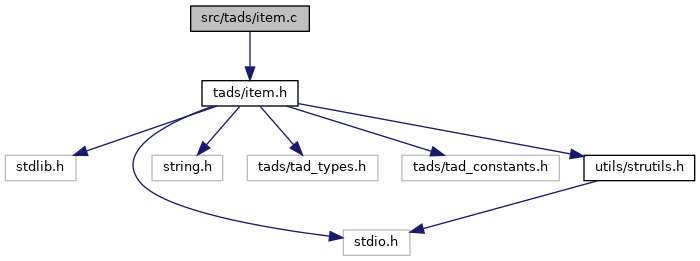 src/tads/item.c
tads/item.h
stdlib.h
string.h
tads/tad_types.h
tads/tad_constants.h
utils/strutils.h
stdio.h